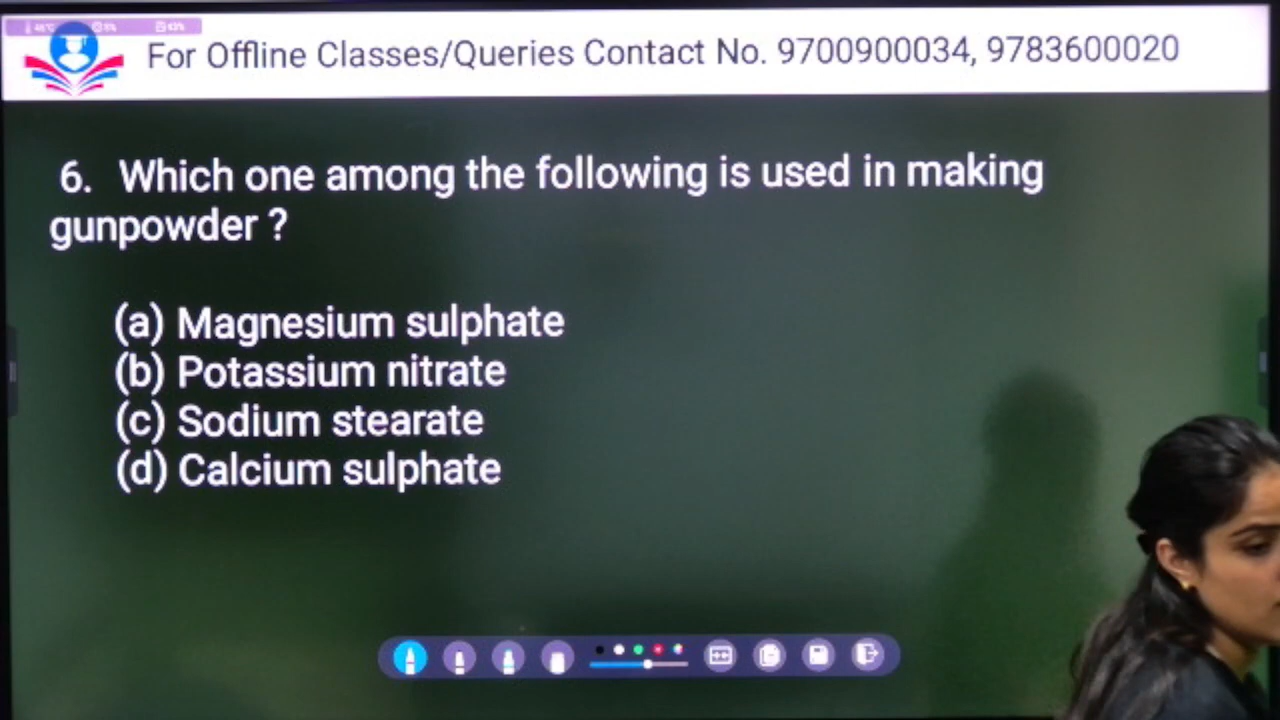 For Offline Classes/Queries Contact No. 9700900034, 9783600020
6. Which one among the following is used in making
gunpowder ?
(a) Magnesium sulphate
(b) Potassium nitrate
(c) Sodium stearate
(d) Calcium sulphate